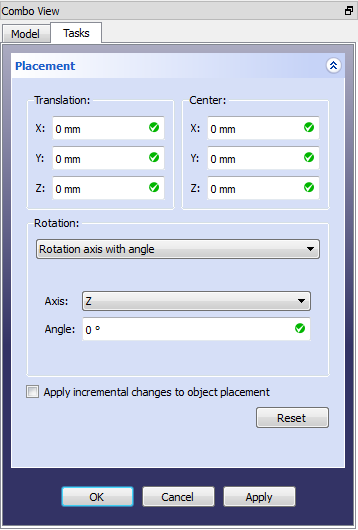 Combo View
Model Tasks
Placement
Translation: Center:
X: 0 mm X: 0 mm
Y: 0 mm Y: 0 mm
Z: 0 mm Z: 0 mm
Rotation:
Rotation axis with angle
Axis: Z
Angle: 0 °
Apply incremental changes to object placement
Reset
OK Cancel Apply